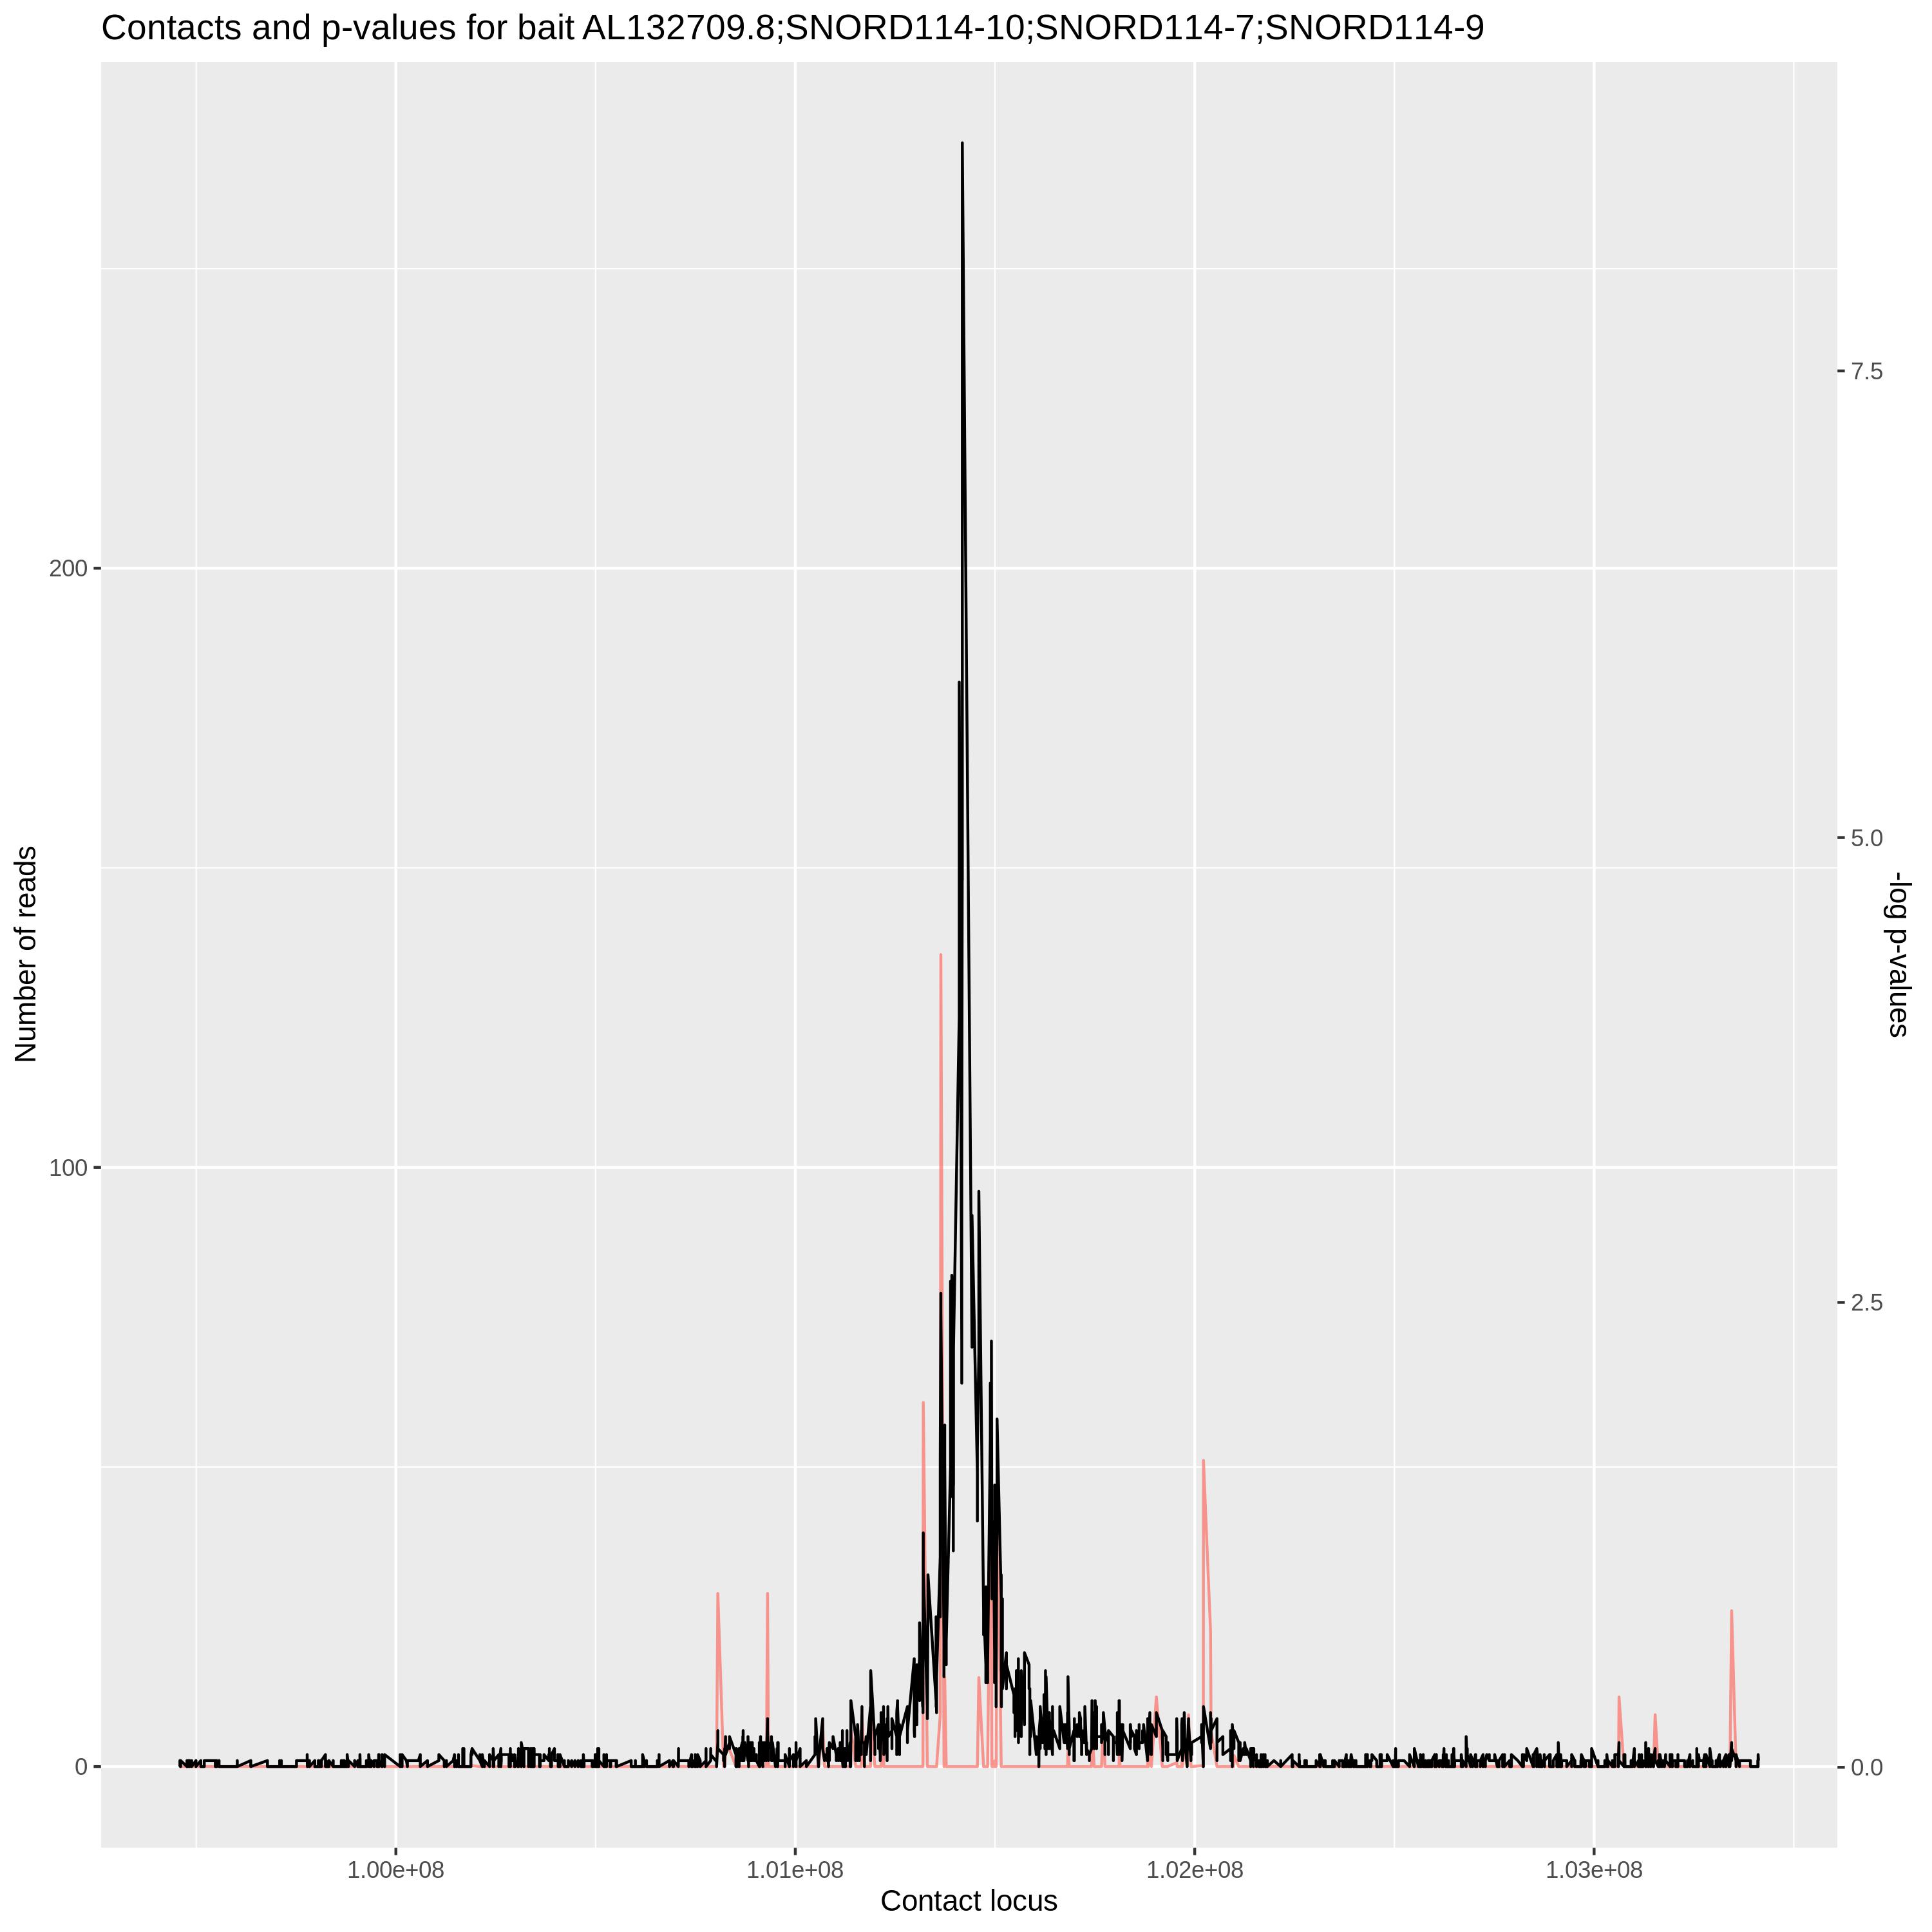 Contacts and p-values for bait AL132709.8;SNORD114-10;SNORD114-7;SNORD114-9
Number of reads
200
100
0
7.5
5.0
2.5
0.0
-log p-values
1.00e+08
1.01e+08
1.02e+08
1.03e+08
Contact locus